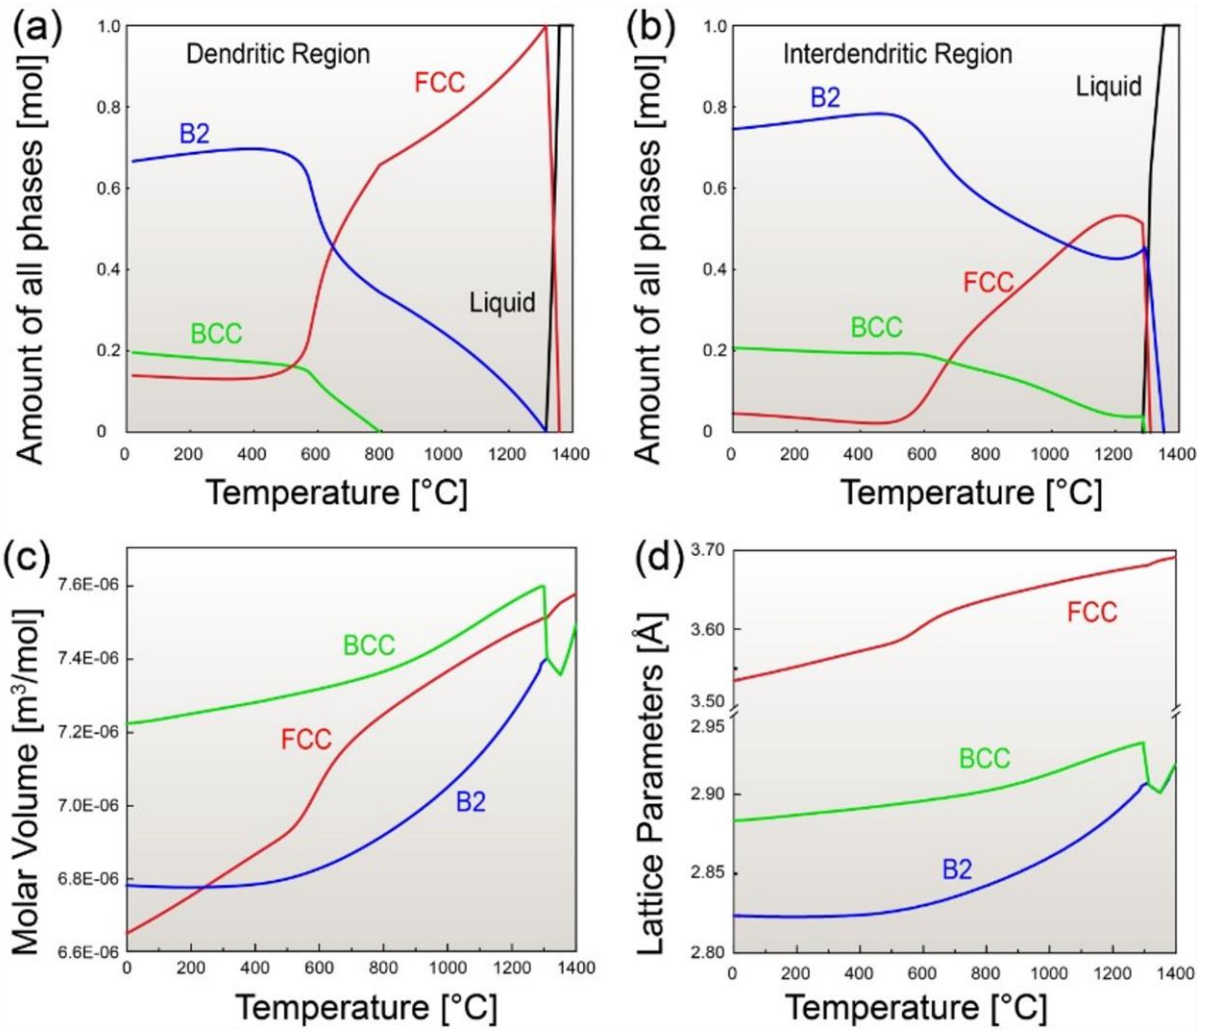 (a)
Dendritic Region
FCC
B2
BCC
Liquid
Amount of all phases [mol]
1.0
0.8
0.6
0.4
0.2
0
0 200 400 600 800 1000 1200 1400
Temperature [°C]
(b)
Interdendritic Region
Liquid
B2
FCC
BCC
Amount of all phases [mol]
1.0
0.8
0.6
0.4
0.2
0
0 200 400 600 800 1000 1200 1400
Temperature [°C]
(c)
BCC
FCC
B2
Molar Volume [m³/mol]
7.6E-06
7.4E-06
7.2E-06
7.0E-06
6.8E-06
6.6E-06
0 200 400 600 800 1000 1200 1400
Temperature [°C]
(d)
FCC
BCC
B2
Lattice Parameters [Å]
3.70
3.60
3.50
2.95
2.90
2.85
2.80
0 200 400 600 800 1000 1200 1400
Temperature [°C]